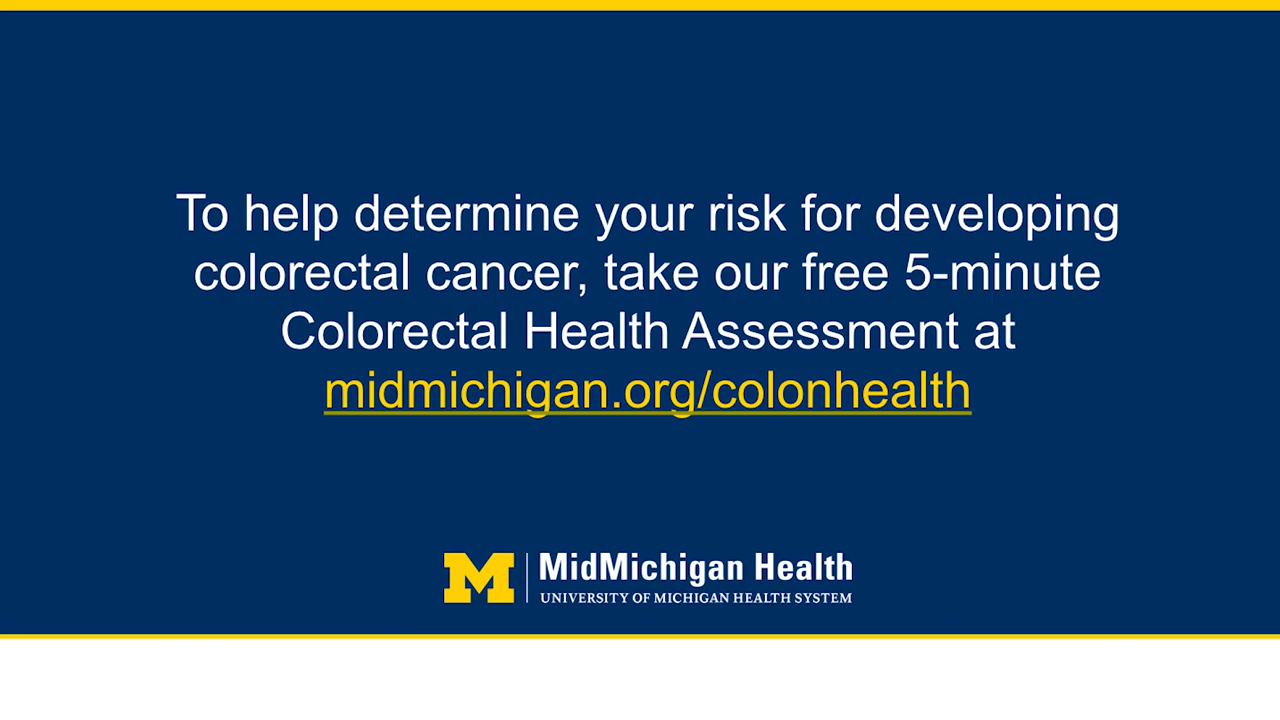 To help determine your risk for developing
colorectal cancer, take our free 5-minute
Colorectal Health Assessment at
midmichigan.org/colonhealth
M MidMichigan Health
UNIVERSITY OF MICHIGAN HEALTH SYSTEM